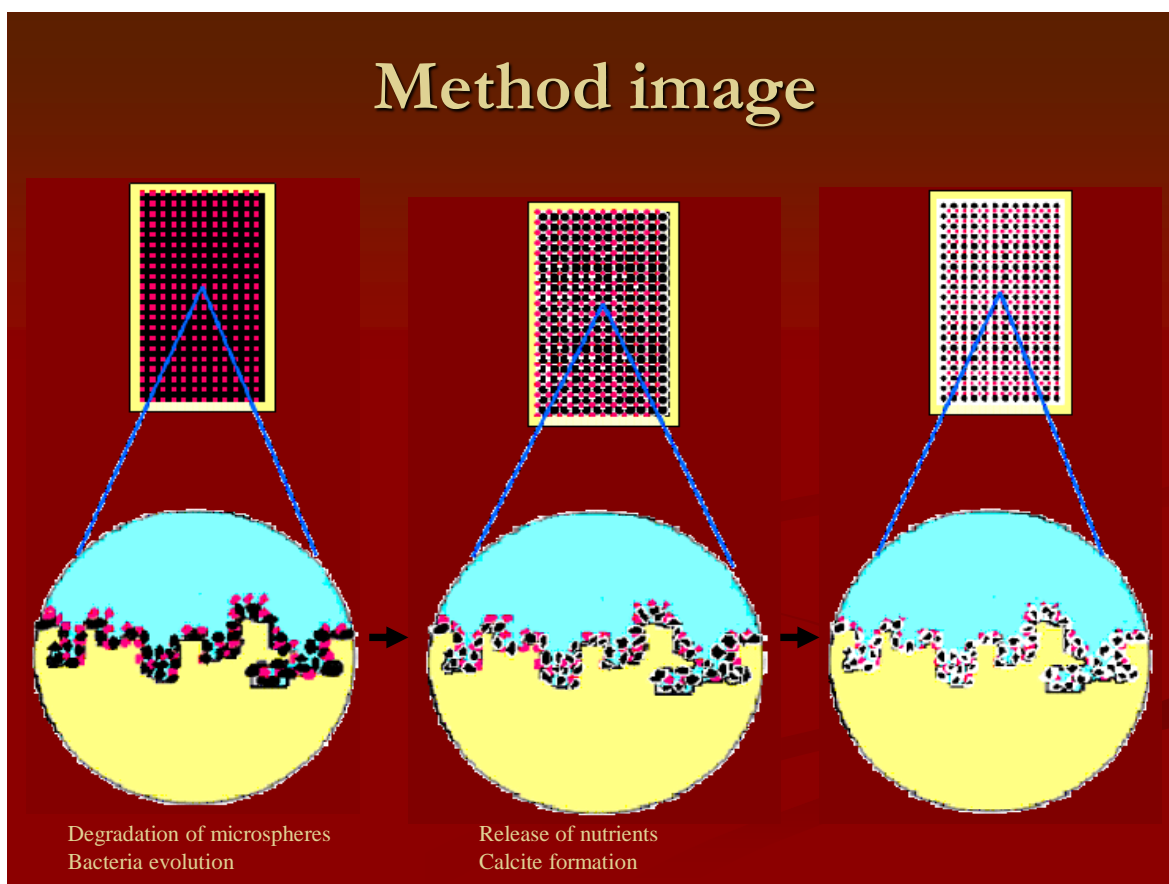 Method image
Degradation of microspheres
Bacteria evolution
Release of nutrients
Calcite formation